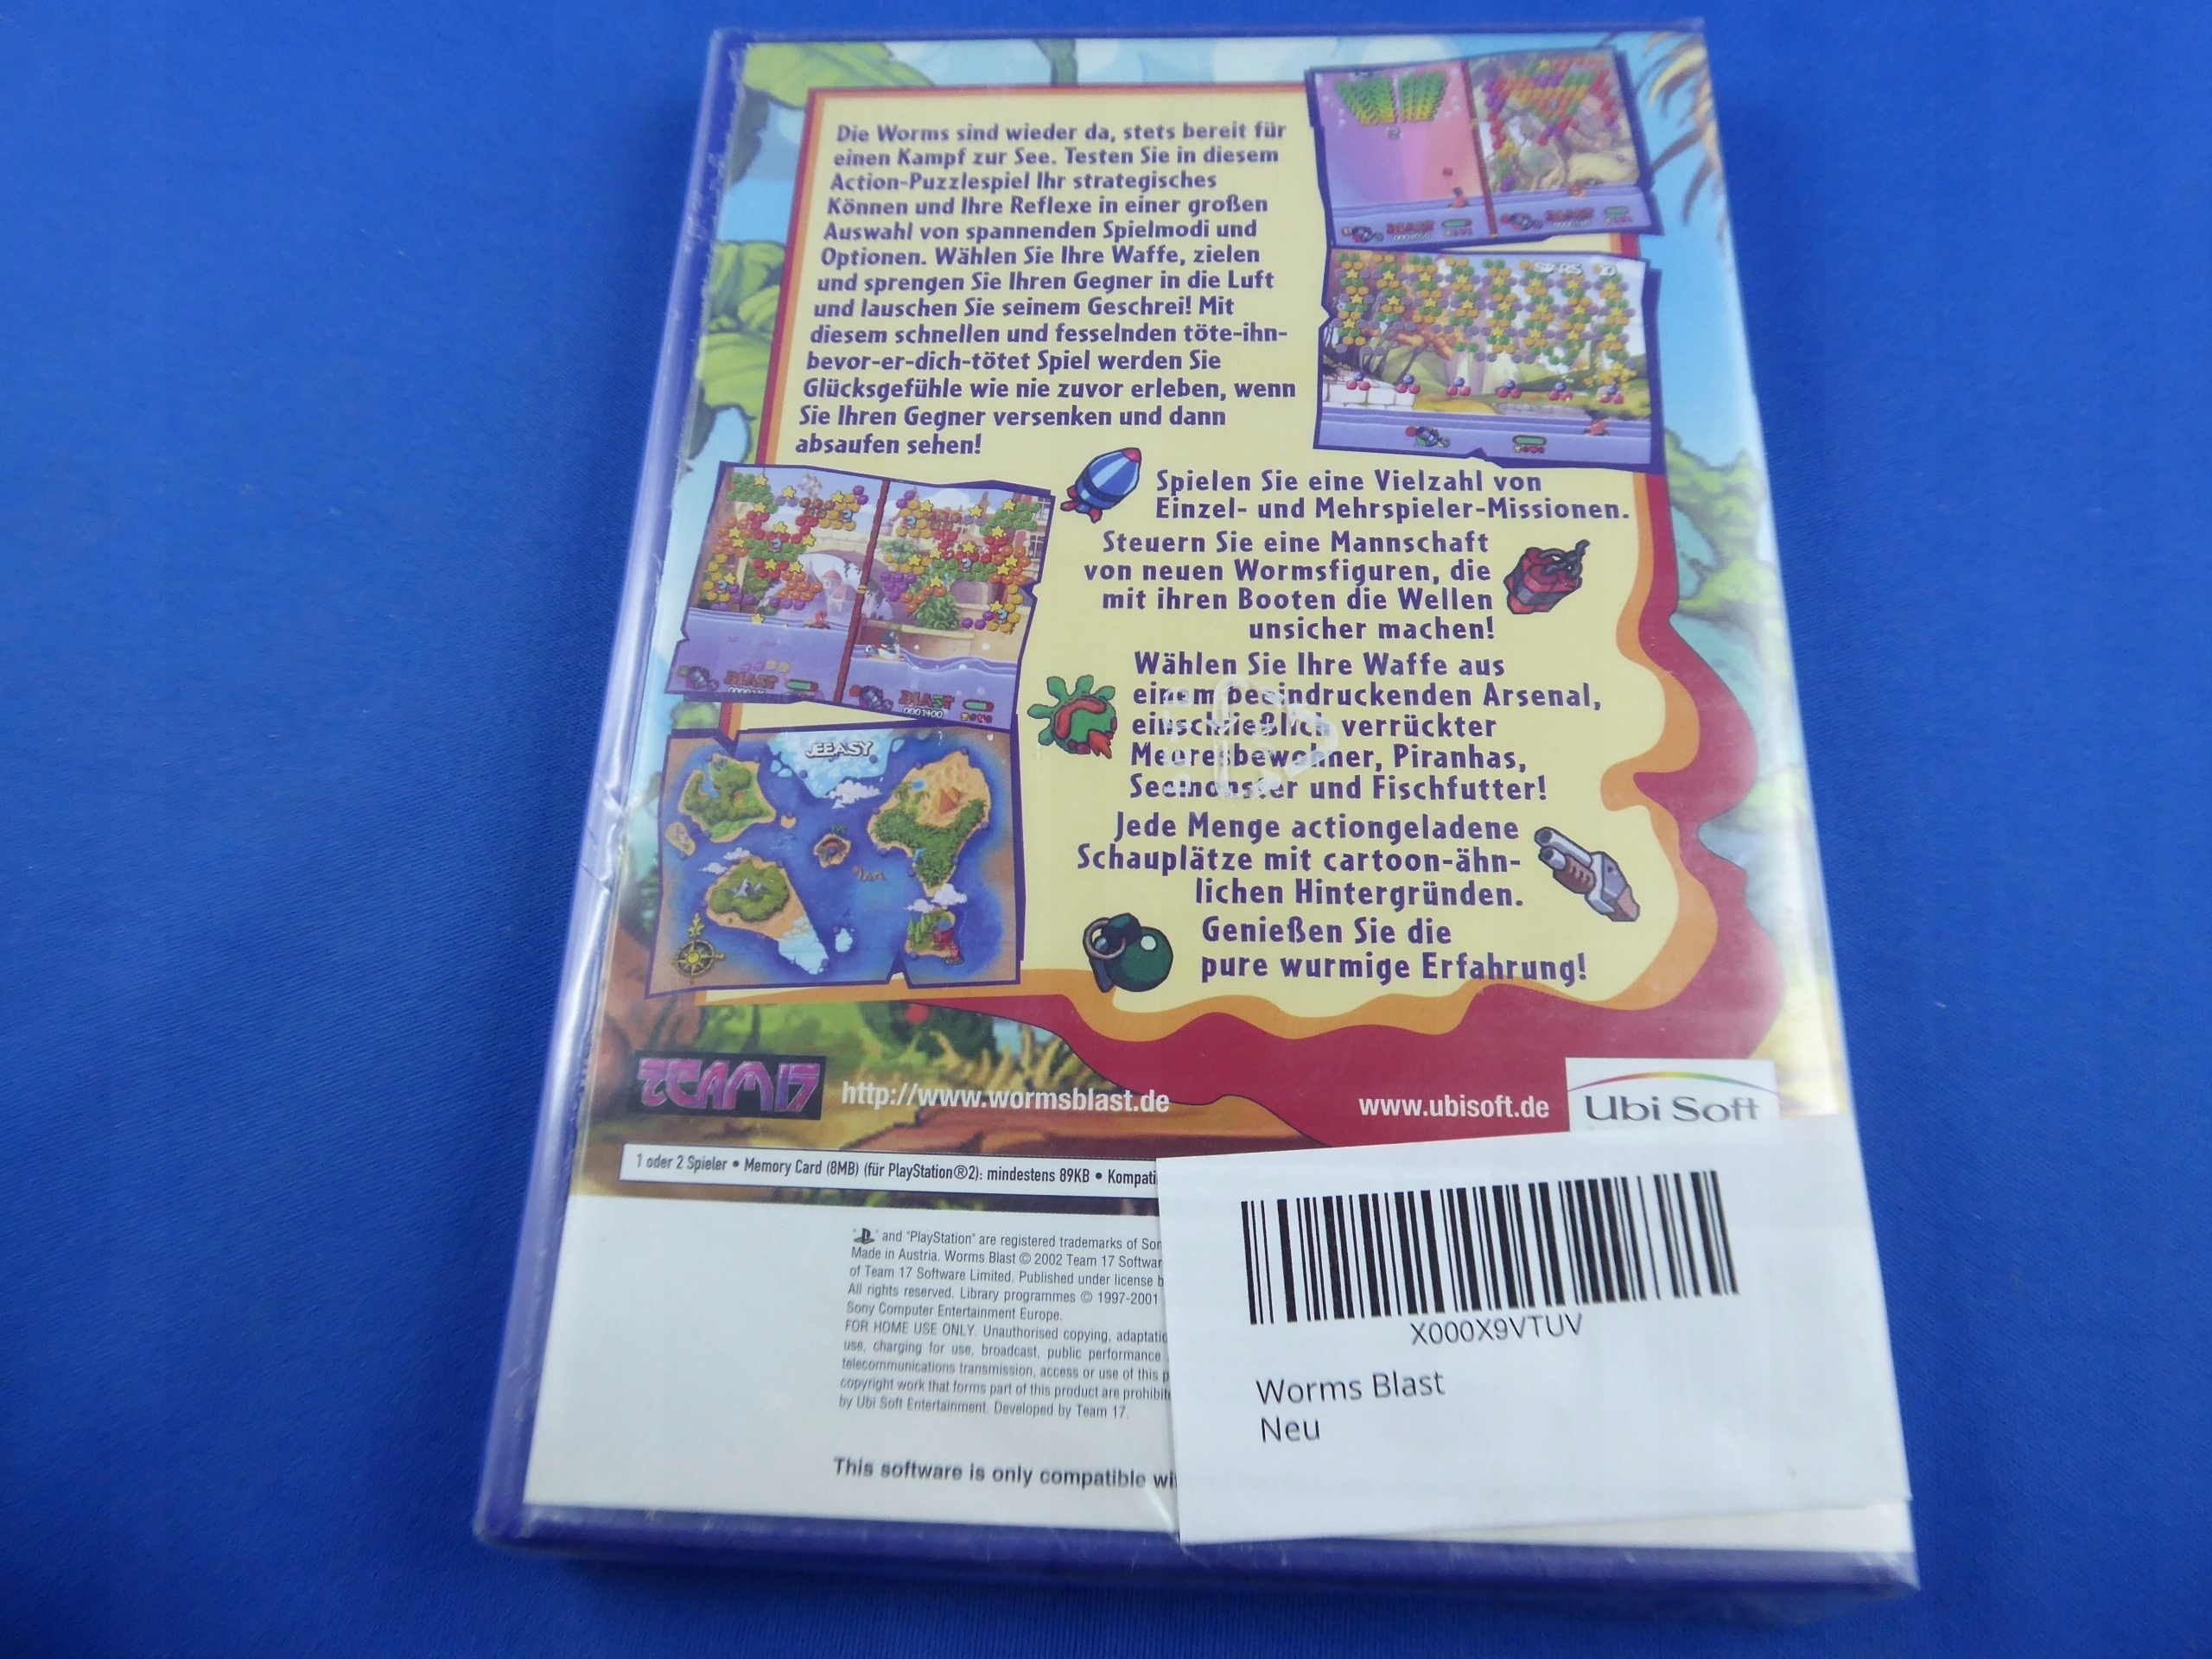 Die Worms sind wieder da, stets bereit für
einen Kampf zur See. Testen Sie in diesem
Action-Puzzlespiel Ihr strategisches
Können und Ihre Reflexe in einer großen
Auswahl von spannenden Spielmodi und
Optionen. Wählen Sie Ihre Waffe, zielen
und sprengen Sie Ihren Gegner in die Luft
und lauschen Sie seinem Geschrei! Mit
diesem schnellen und fesselnden töte-ihn-
bevor-er-dich-tötet Spiel werden Sie
Glücksgefühle wie nie zuvor erleben, wenn
Sie Ihren Gegner versenken und dann
absaufen sehen!
Spielen Sie eine Vielzahl von
Einzel- und Mehrspieler-Missionen.
Steuern Sie eine Mannschaft
von neuen Wormsfiguren, die
mit ihren Booten die Wellen
unsicher machen!
Wählen Sie Ihre Waffe aus
einem beeindruckenden Arsenal,
einschließlich verrückter
Meeresbewohner, Piranhas,
Seemonster und Fischfutter!
Jede Menge actiongeladene
Schauplätze mit cartoon-ähn-
lichen Hintergründen.
Genießen Sie die
pure wurmige Erfahrung!
BLAST
BLAST
0001400
EEASY
TEAM17
http://www.wormsblast.de
www.ubisoft.de
Ubi Soft
1 oder 2 Spieler • Memory Card (8MB) (für PlayStation®2): mindestens 89KB • Kompati
" " and "PlayStation" are registered trademarks of Son
Made in Austria. Worms Blast © 2002 Team 17 Softwar
of Team 17 Software Limited. Published under license b
All rights reserved. Library programmes © 1997-2001
Sony Computer Entertainment Europe.
FOR HOME USE ONLY. Unauthorised copying, adaptatio
use, charging for use, broadcast, public performance
telecommunications transmission, access or use of this p
copyright work that forms part of this product are prohibite
by Ubi Soft Entertainment. Developed by Team 17.
This software is only compatible wi
X000X9VTUV
Worms Blast
Neu